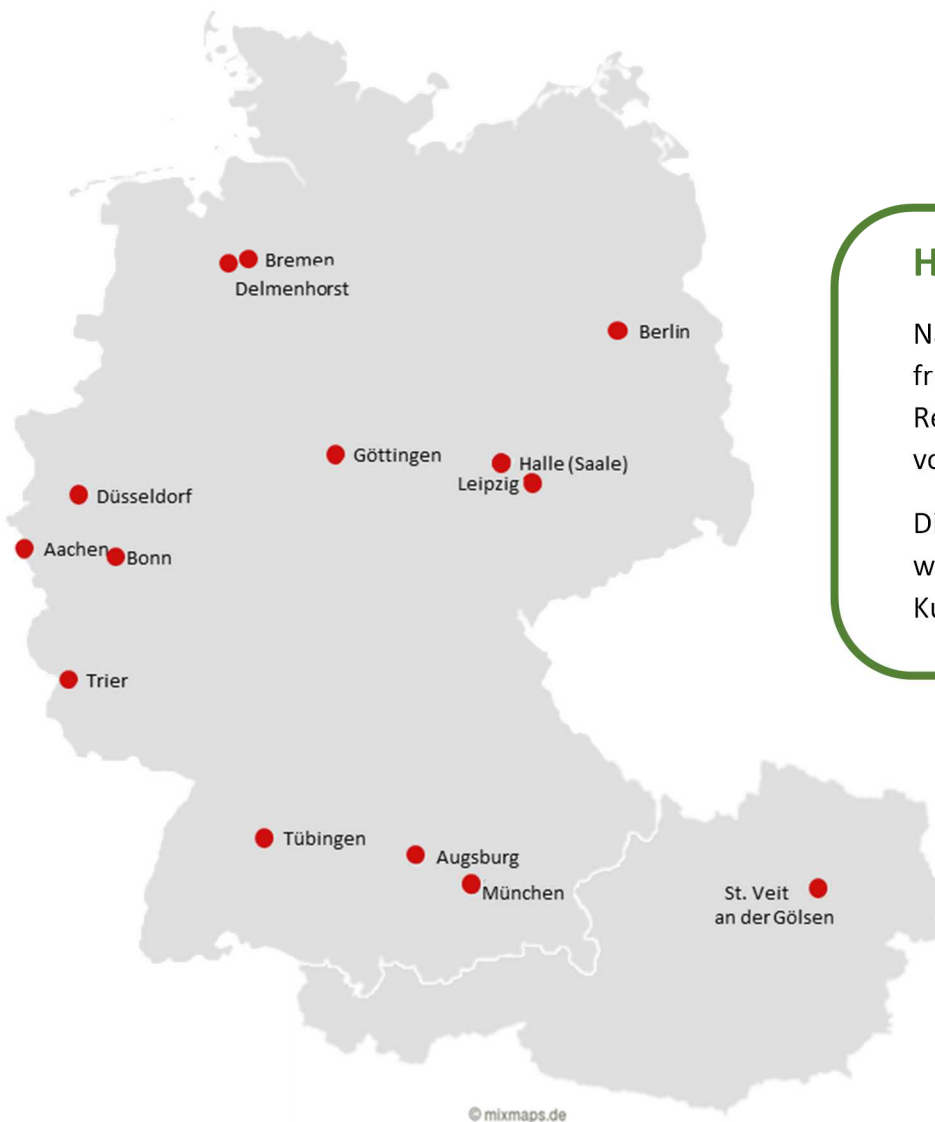 Bremen
Delmenhorst
Berlin
Göttingen
Halle (Saale)
Leipzig
Düsseldorf
Aachen
Bonn
Trier
Tübingen
Augsburg
München
St. Veit
an der Gölsen
© mixmaps.de